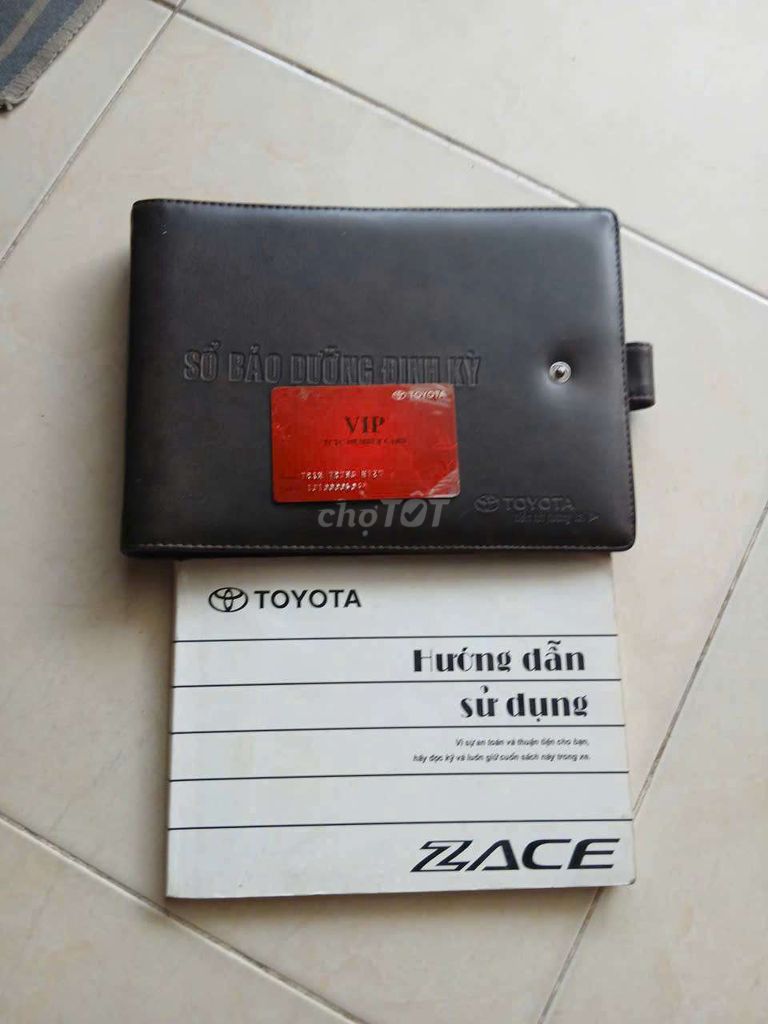 SỔ BẢO DƯỠNG ĐỊNH KỲ
TOYOTA
VIP
TOYOTA
chợTỐT
TOYOTA
Hướng dẫn
sử dụng
Vì sự an toàn và thuận tiện cho bạn,
hãy đọc kỹ và luôn giữ cuốn sách này trong xe.
ZACE